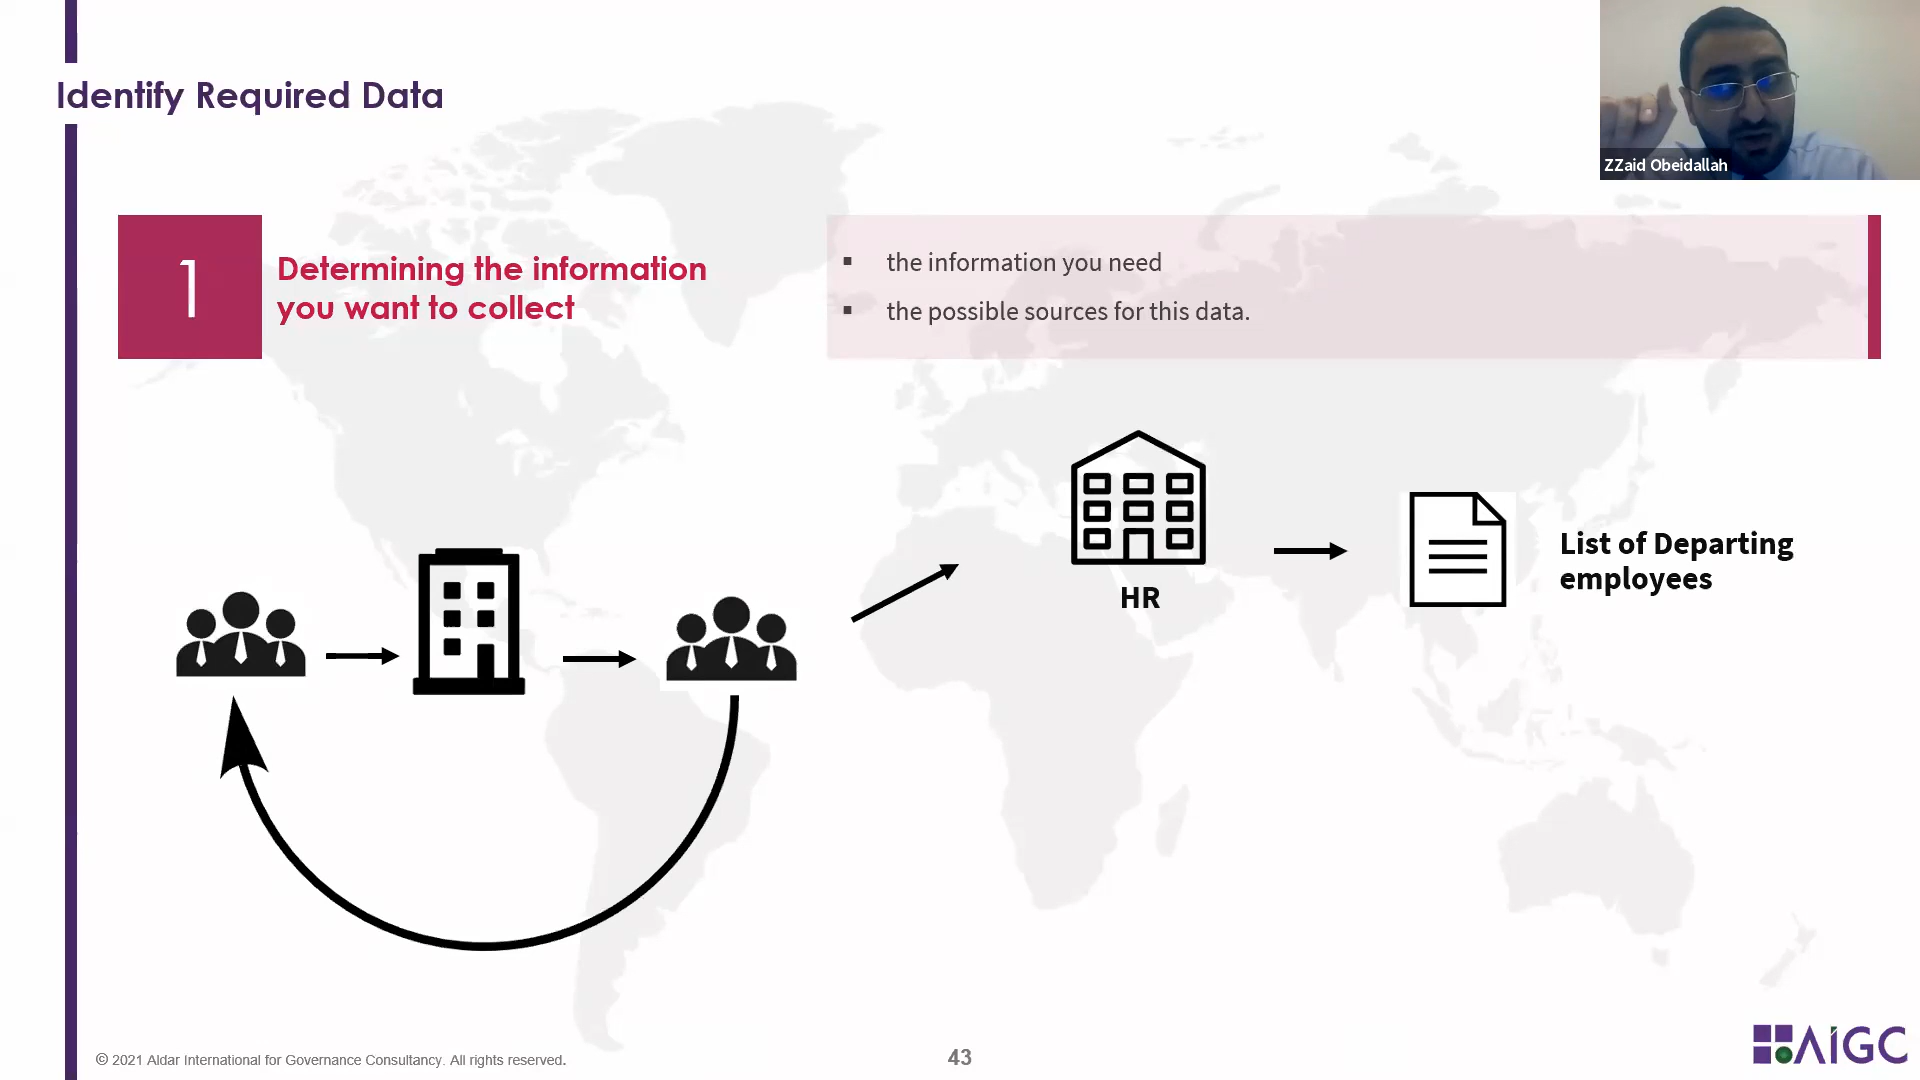 Identify Required Data
ZZaid Obeidallah
1
Determining the information
you want to collect
▪ the information you need
▪ the possible sources for this data.
HR
List of Departing
employees
© 2021 Aldar International for Governance Consultancy. All rights reserved.
43
AIGC